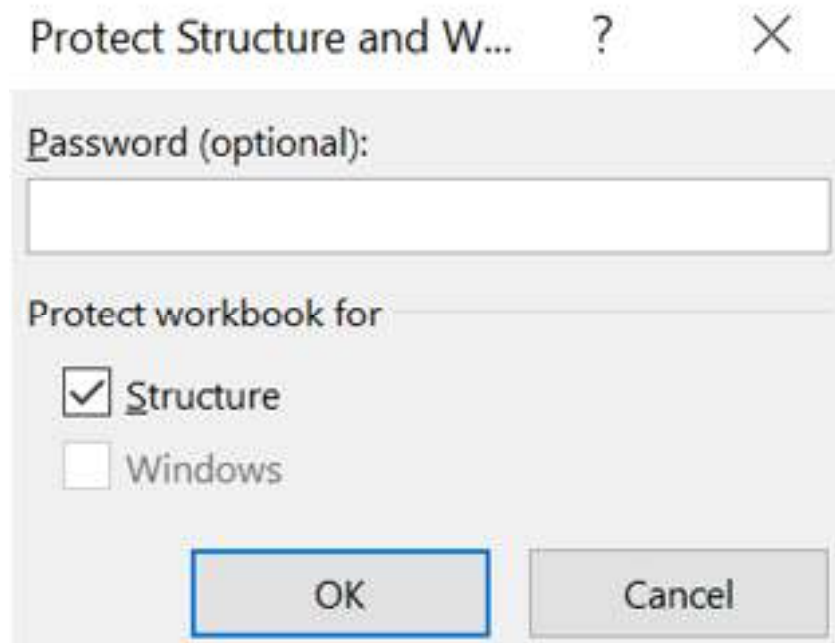 Protect Structure and W... ?
Password (optional):
Protect workbook for
Structure
Windows
OK Cancel